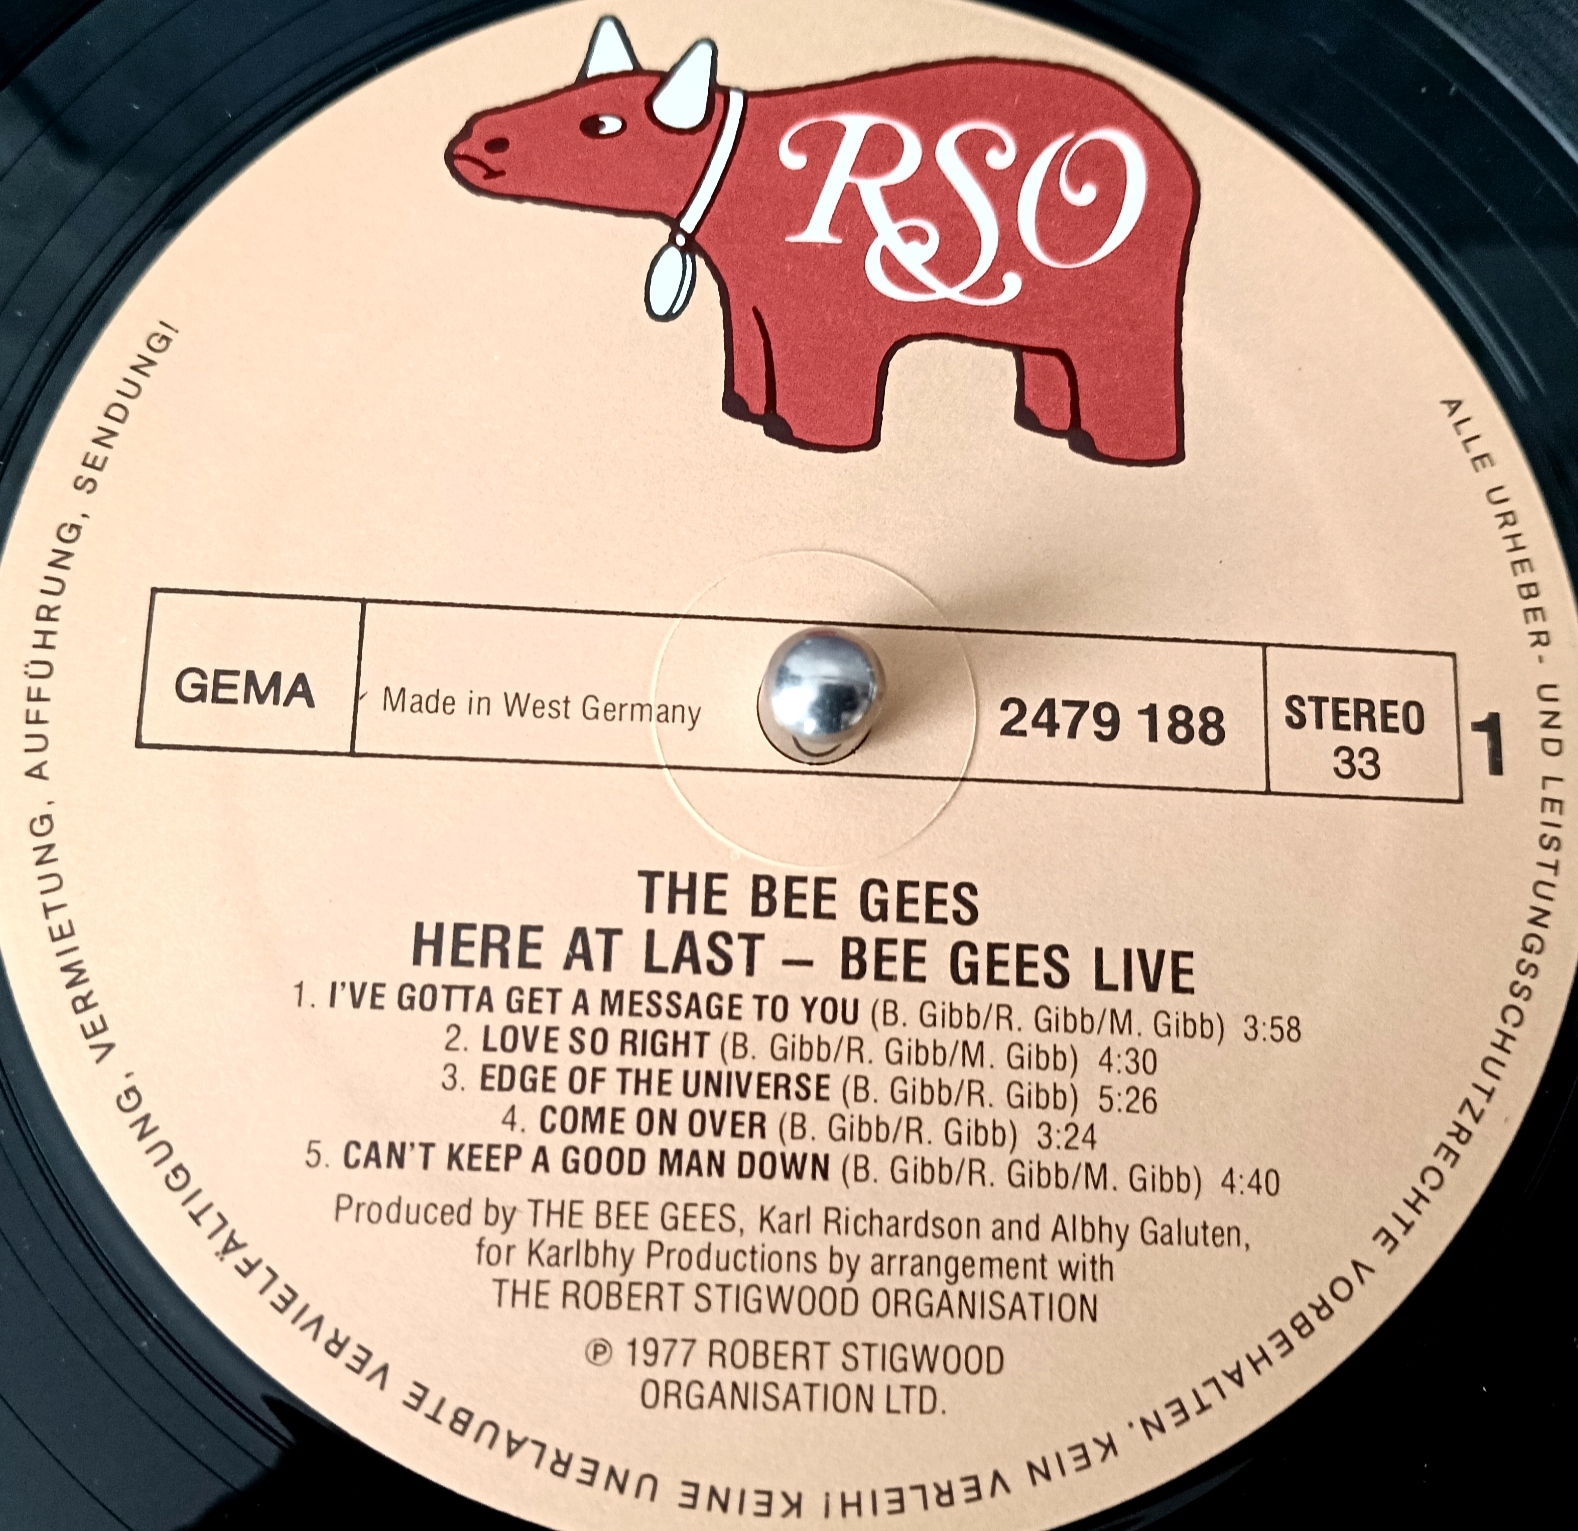 RSO
GEMA
Made in West Germany
2479 188
STEREO
33
1
THE BEE GEES
HERE AT LAST – BEE GEES LIVE
1. I'VE GOTTA GET A MESSAGE TO YOU (B. Gibb/R. Gibb/M. Gibb) 3:58
2. LOVE SO RIGHT (B. Gibb/R. Gibb/M. Gibb) 4:30
3. EDGE OF THE UNIVERSE (B. Gibb/R. Gibb) 5:26
4. COME ON OVER (B. Gibb/R. Gibb) 3:24
5. CAN'T KEEP A GOOD MAN DOWN (B. Gibb/R. Gibb/M. Gibb) 4:40
Produced by THE BEE GEES, Karl Richardson and Albhy Galuten,
for Karlbhy Productions by arrangement with
THE ROBERT STIGWOOD ORGANISATION
℗ 1977 ROBERT STIGWOOD
ORGANISATION LTD.
ALLE URHEBER- UND LEISTUNGSSCHUTZRECHTE VORBEHALTEN. KEIN VERLEIH! KEINE UNERLAUBTE VERVIELFÄLTIGUNG, VERMIETUNG, AUFFÜHRUNG, SENDUNG!